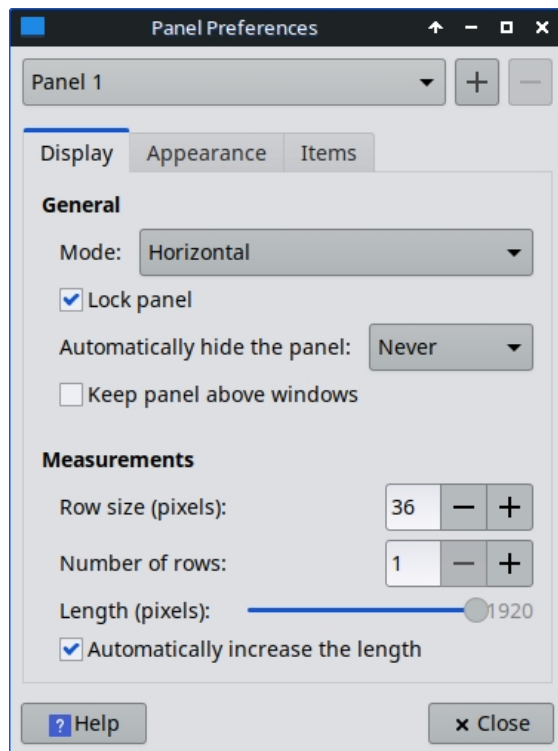 Panel Preferences
Panel 1
Display Appearance Items
General
Mode: Horizontal
Lock panel
Automatically hide the panel: Never
Keep panel above windows
Measurements
Row size (pixels): 36
Number of rows: 1
Length (pixels): 1920
Automatically increase the length
? Help × Close